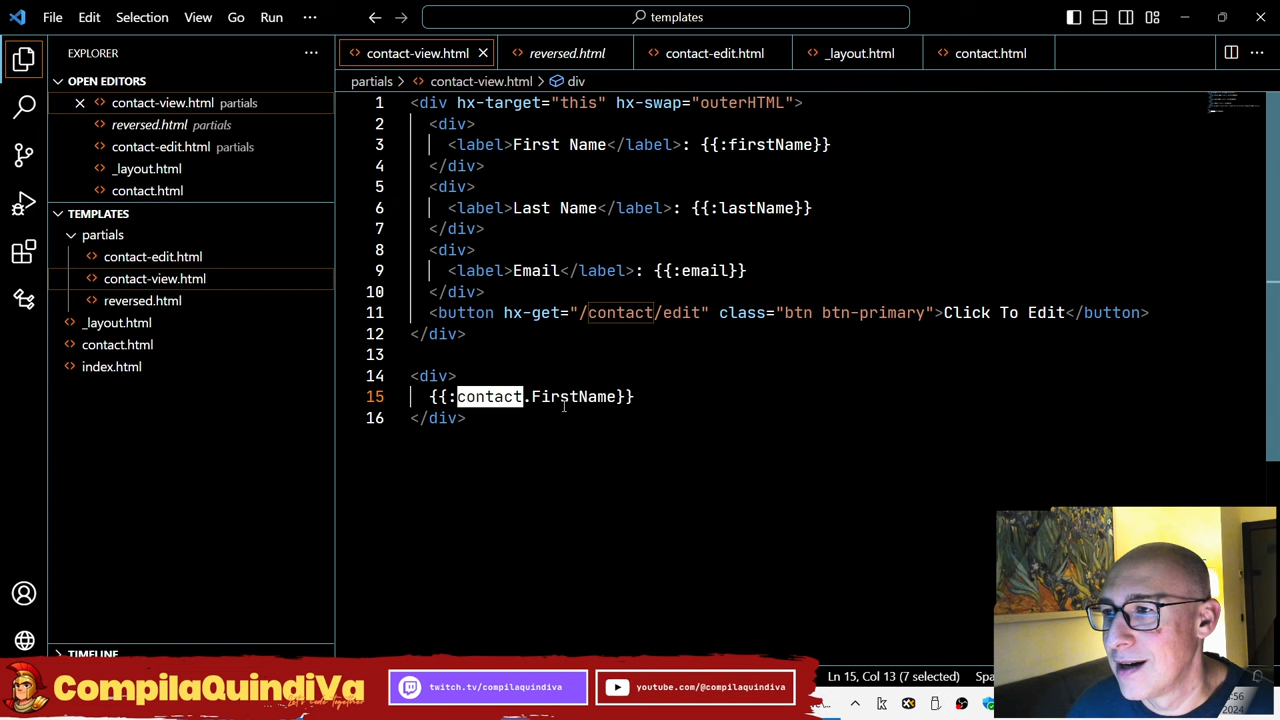 File Edit Selection View Go Run ··· templates
EXPLORER ···
contact-view.html reversed.html contact-edit.html _layout.html contact.html ···
OPEN EDITORS
contact-view.html partials
reversed.html partials
contact-edit.html partials
_layout.html
contact.html
TEMPLATES
partials
contact-edit.html
contact-view.html
reversed.html
_layout.html
contact.html
index.html
TIMELINE
partials > contact-view.html > div
1 <div hx-target="this" hx-swap="outerHTML">
2 <div>
3 <label>First Name</label>: {{:firstName}}
4 </div>
5 <div>
6 <label>Last Name</label>: {{:lastName}}
7 </div>
8 <div>
9 <label>Email</label>: {{:email}}
10 </div>
11 <button hx-get="/contact/edit" class="btn btn-primary">Click To Edit</button>
12 </div>
13
14 <div>
15 {{:contact.FirstName}}
16 </div>
CompilaQuindiVa
twitch.tv/compilaquindiva
youtube.com/@compilaquindiva
Ln 15, Col 13 (7 selected)